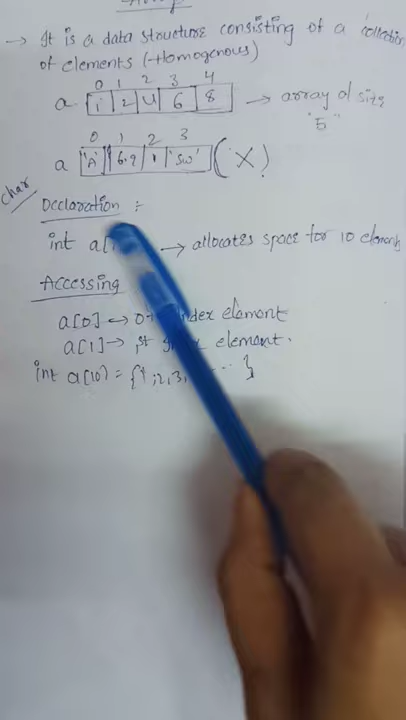 → It is a data structure consisting of a collection
of elements (Homogenous)
0 1 2 3 4
a 1 2 4 6 8 → array of size
"5"
0 1 2 3
a 'A' 6.2 1 'sw' (X)
char
Declaration :-
int a[ → allocates space for 10 elements
Accessing
a[0] → index element
a[1] → 1st element.
int a[10] = {1,2,3, ... }